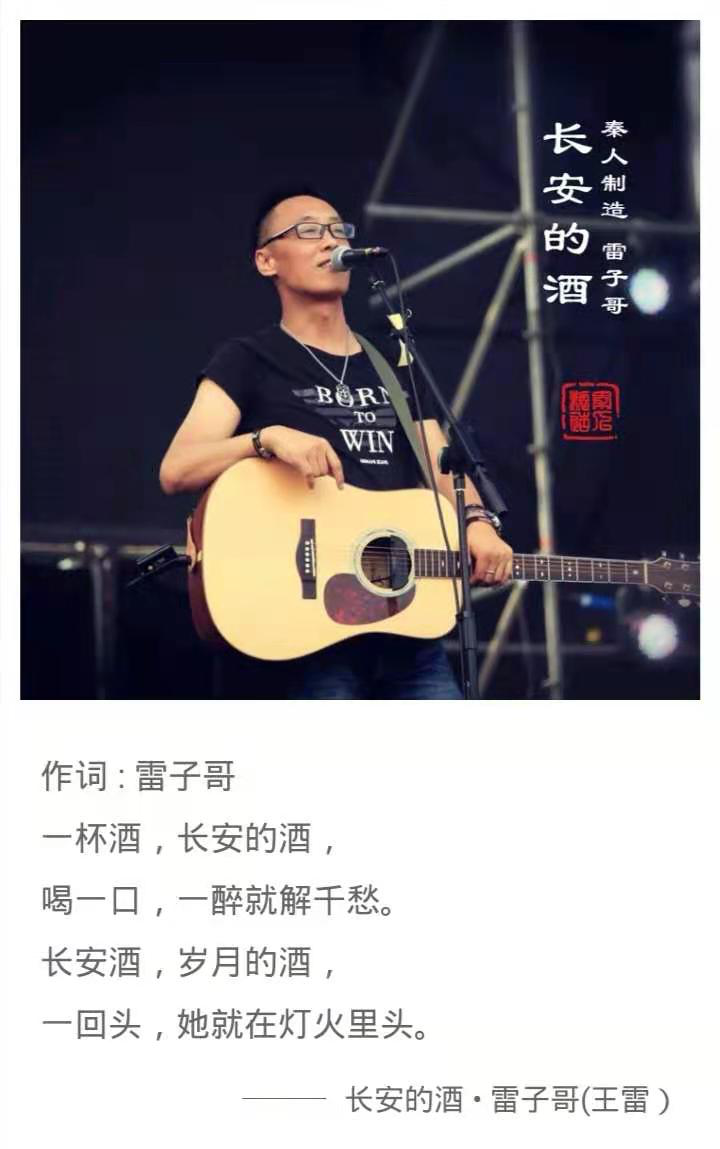 秦人制造 雷子哥
长安的酒
BORN
TO
WIN
作词：雷子哥
一杯酒，长安的酒，
喝一口，一醉就解千愁。
长安酒，岁月的酒，
一回头，她就在灯火里头。
—— 长安的酒•雷子哥(王雷）